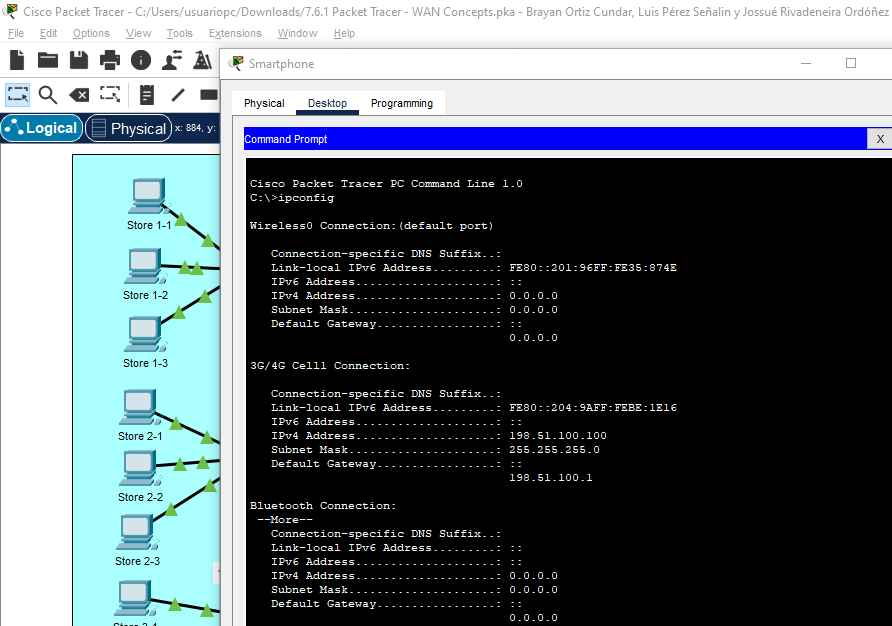 Cisco Packet Tracer - C:/Users/usuariopc/Downloads/7.6.1 Packet Tracer - WAN Concepts.pka - Brayan Ortiz Cundar, Luis Pérez Señalin y Jossué Rivadeneira Ordóñez
File Edit Options View Tools Extensions Window Help
Smartphone
Physical Desktop Programming
Logical Physical x: 884, y:
Command Prompt X
Cisco Packet Tracer PC Command Line 1.0
C:\>ipconfig
Wireless0 Connection:(default port)
Connection-specific DNS Suffix..:
Link-local IPv6 Address.........: FE80::201:96FF:FE35:874E
IPv6 Address....................: ::
IPv4 Address....................: 0.0.0.0
Subnet Mask.....................: 0.0.0.0
Default Gateway.................: ::
0.0.0.0
3G/4G Cell1 Connection:
Connection-specific DNS Suffix..:
Link-local IPv6 Address.........: FE80::204:9AFF:FEBE:1E16
IPv6 Address....................: ::
IPv4 Address....................: 198.51.100.100
Subnet Mask.....................: 255.255.255.0
Default Gateway.................: ::
198.51.100.1
Bluetooth Connection:
--More--
Connection-specific DNS Suffix..:
Link-local IPv6 Address.........: ::
IPv6 Address....................: ::
IPv4 Address....................: 0.0.0.0
Subnet Mask.....................: 0.0.0.0
Default Gateway.................: ::
0.0.0.0
Store 1-1
Store 1-2
Store 1-3
Store 2-1
Store 2-2
Store 2-3